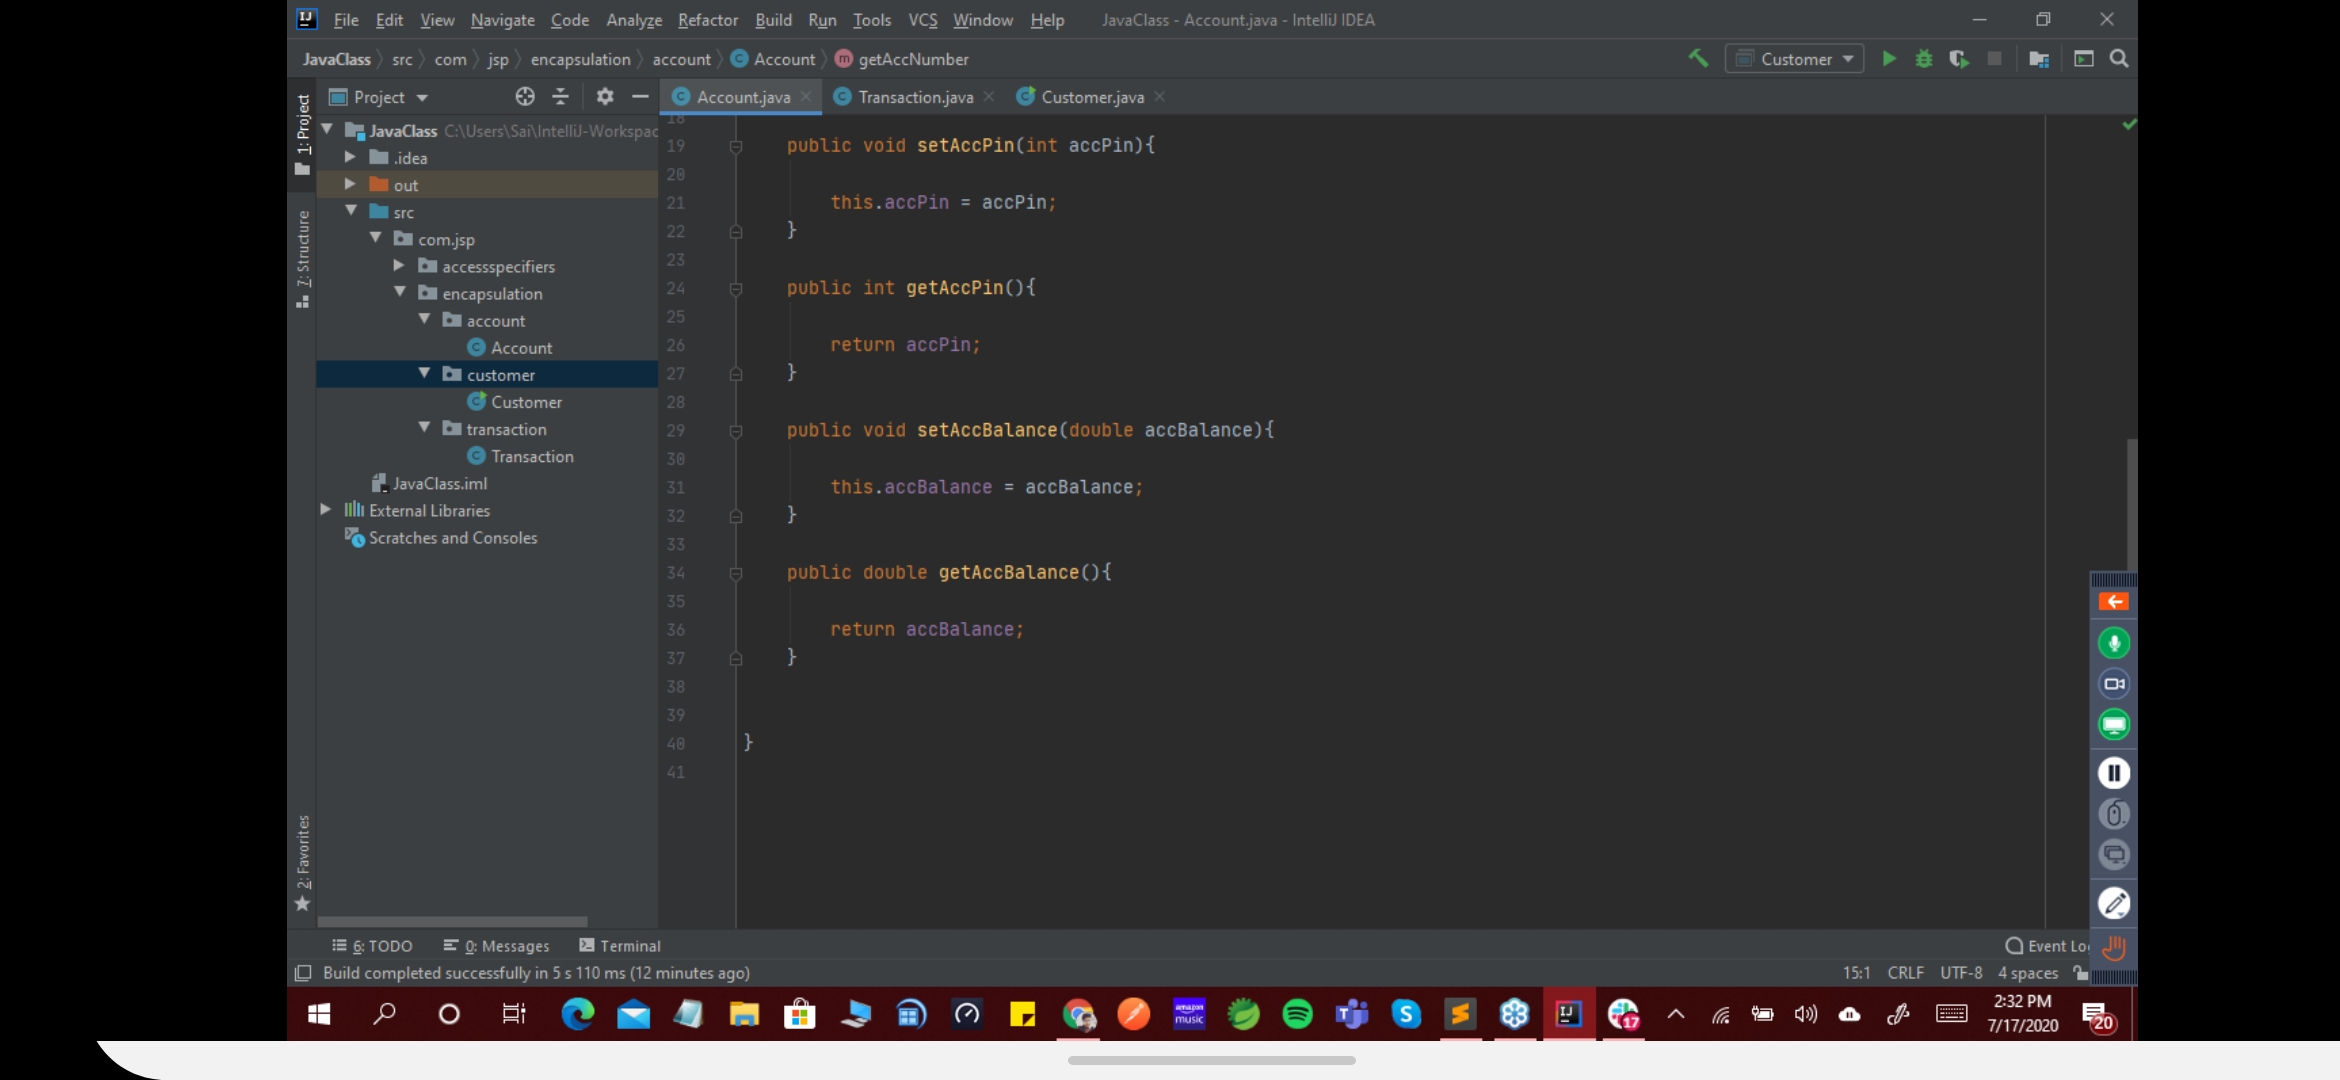 File Edit View Navigate Code Analyze Refactor Build Run Tools VCS Window Help JavaClass - Account.java - IntelliJ IDEA
JavaClass src com jsp encapsulation account Account getAccNumber Customer
Project
Account.java Transaction.java Customer.java
JavaClass C:\Users\Sai\IntelliJ-Workspac
.idea
out
src
com.jsp
accessspecifiers
encapsulation
account
Account
customer
Customer
transaction
Transaction
JavaClass.iml
External Libraries
Scratches and Consoles
1: Project
7: Structure
2: Favorites
18
19 public void setAccPin(int accPin){
20
21 this.accPin = accPin;
22 }
23
24 public int getAccPin(){
25
26 return accPin;
27 }
28
29 public void setAccBalance(double accBalance){
30
31 this.accBalance = accBalance;
32 }
33
34 public double getAccBalance(){
35
36 return accBalance;
37 }
38
39
40 }
41
6: TODO 0: Messages Terminal Event Lo
Build completed successfully in 5 s 110 ms (12 minutes ago) 15:1 CRLF UTF-8 4 spaces
amazon music
17
2:32 PM
7/17/2020
20